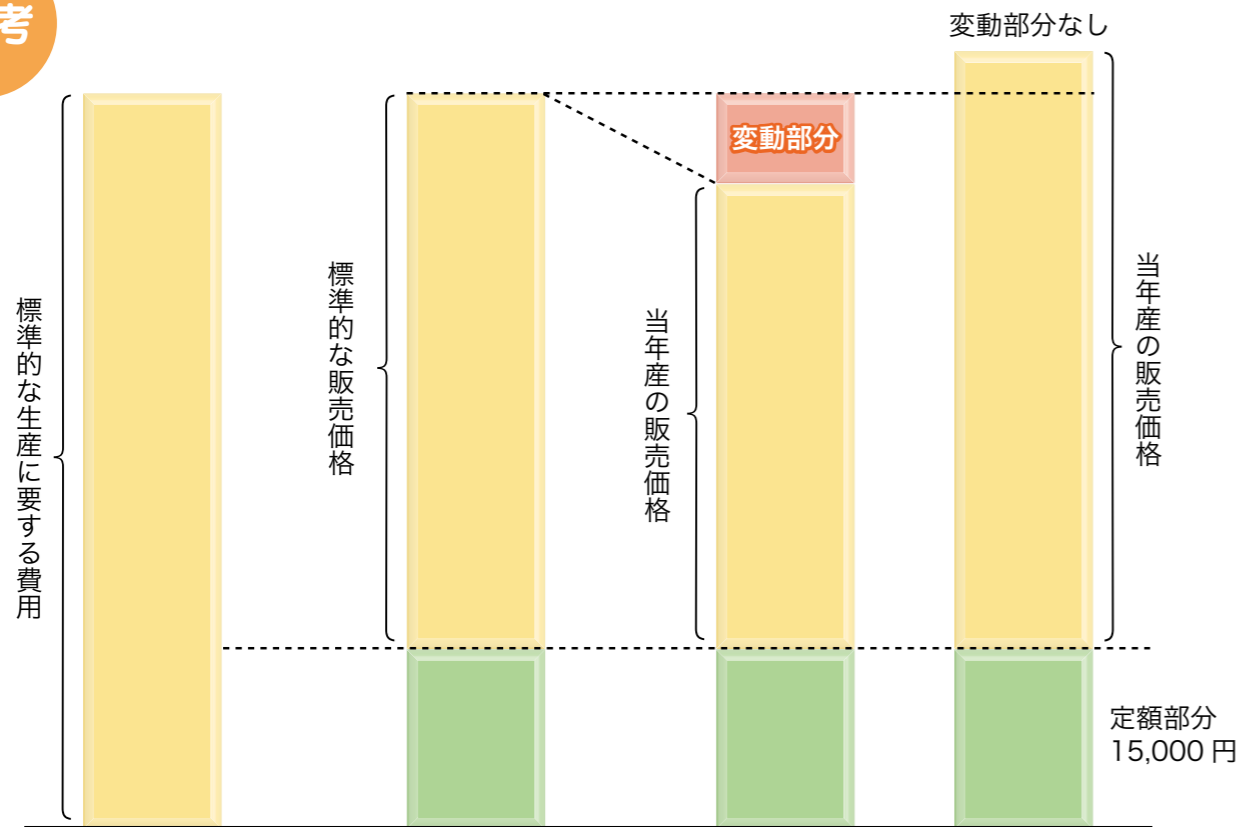 考
変動部分なし
標準的な生産に要する費用
標準的な販売価格
変動部分
当年産の販売価格
当年産の販売価格
定額部分
15,000 円